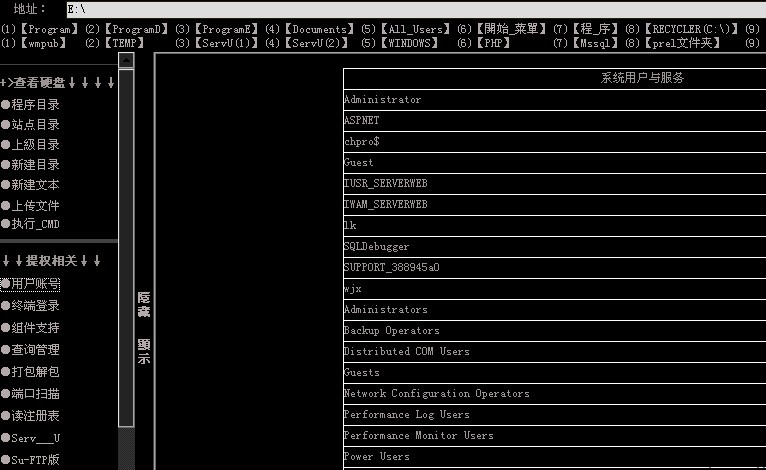 地址： E:\
(1)【Program】 (2)【ProgramD】 (3)【ProgramE】 (4)【Documents】 (5)【All_Users】 (6)【開始_菜單】 (7)【程_序】 (8)【RECYCLER(C:\)】 (9)
(1)【wmpub】 (2)【TEMP】 (3)【ServU(1)】 (4)【ServU(2)】 (5)【WINDOWS】 (6)【PHP】 (7)【Mssql】 (8)【prel文件夹】 (9)
+>查看硬盘↓↓↓↓
●程序目录
●站点目录
●上级目录
●新建目录
●新建文本
●上传文件
●执行_CMD
↓↓提权相关↓↓
●用户账号
●终端登录
●组件支持
●查询管理
●打包解包
●端口扫描
●读注册表
●Serv__U
●Su-FTP版
隱藏
顯示
系统用户与服务
Administrator
ASPNET
chpro$
Guest
IUSR_SERVERWEB
IWAM_SERVERWEB
lk
SQLDebugger
SUPPORT_388945a0
wjx
Administrators
Backup Operators
Distributed COM Users
Guests
Network Configuration Operators
Performance Log Users
Performance Monitor Users
Power Users